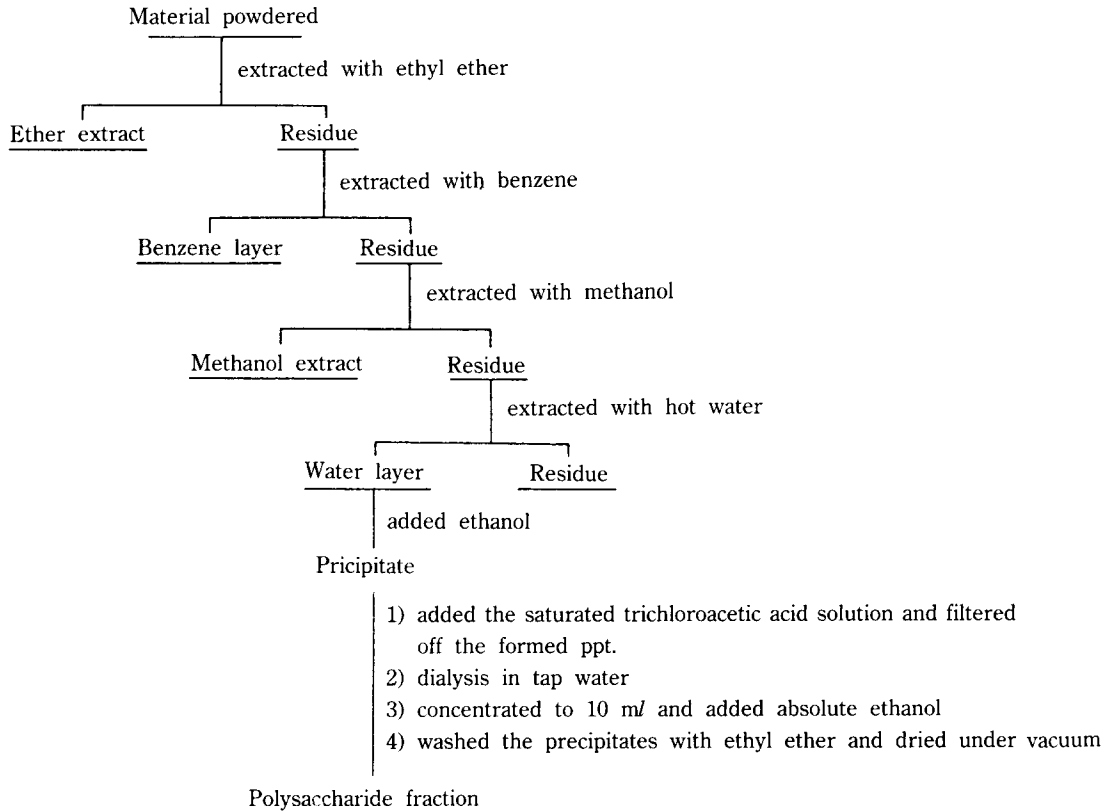 Material powdered
extracted with ethyl ether
Ether extract Residue
extracted with benzene
Benzene layer Residue
extracted with methanol
Methanol extract Residue
extracted with hot water
Water layer Residue
added ethanol
Pricipitate
1) added the saturated trichloroacetic acid solution and filtered
off the formed ppt.
2) dialysis in tap water
3) concentrated to 10 ml and added absolute ethanol
4) washed the precipitates with ethyl ether and dried under vacuum
Polysaccharide fraction